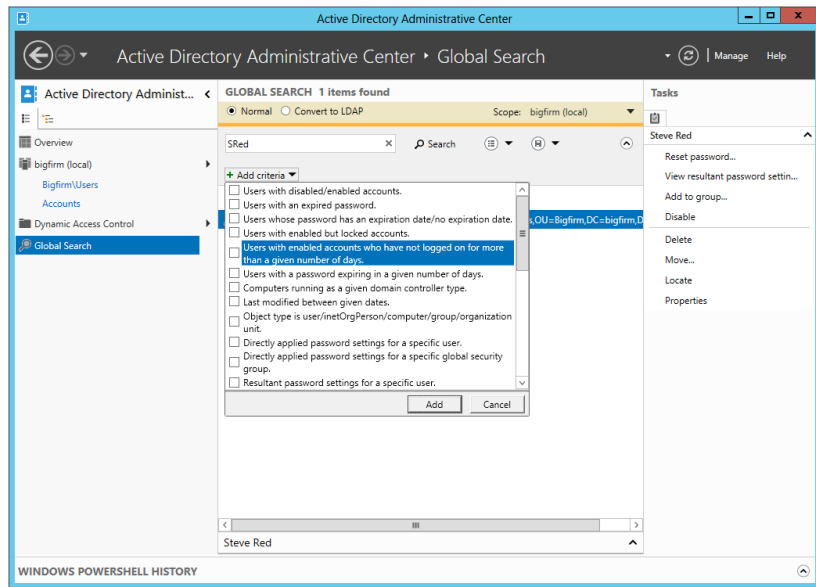 Active Directory Administrative Center
Active Directory Administrative Center • Global Search
Manage
Help
Active Directory Administ...
Overview
bigfirm (local)
Bigfirm\Users
Accounts
Dynamic Access Control
Global Search
GLOBAL SEARCH 1 items found
Normal
Convert to LDAP
Scope: bigfirm (local)
SRed
Search
Add criteria
Users with disabled/enabled accounts.
Users with an expired password.
Users whose password has an expiration date/no expiration date.
Users with enabled but locked accounts.
Users with enabled accounts who have not logged on for more
than a given number of days.
Users with a password expiring in a given number of days.
Computers running as a given domain controller type.
Last modified between given dates.
Object type is user/inetOrgPerson/computer/group/organization
unit.
Directly applied password settings for a specific user.
Directly applied password settings for a specific global security
group.
Resultant password settings for a specific user.
Add
Cancel
s,OU=Bigfirm,DC=bigfirm,D
Steve Red
Tasks
Steve Red
Reset password...
View resultant password settin...
Add to group...
Disable
Delete
Move...
Locate
Properties
WINDOWS POWERSHELL HISTORY